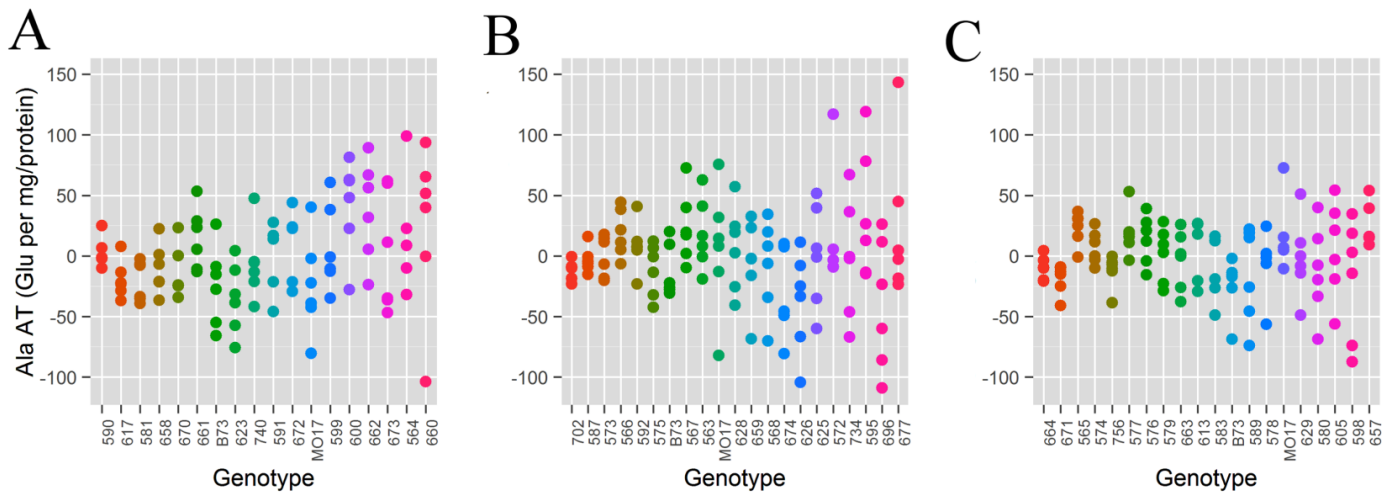 A
B
C
Ala AT (Glu per mg/protein)
150
100
50
0
-50
-100
590 617 581 658 670 661 B73 623 740 591 672 MO17 599 600 662 673 564 660
Genotype
150
100
50
0
-50
-100
702 587 573 566 592 575 B73 567 563 MO17 628 659 568 674 626 625 572 734 595 696 677
Genotype
150
100
50
0
-50
-100
664 671 565 574 756 577 576 579 663 613 583 B73 589 578 MO17 629 580 605 598 657
Genotype